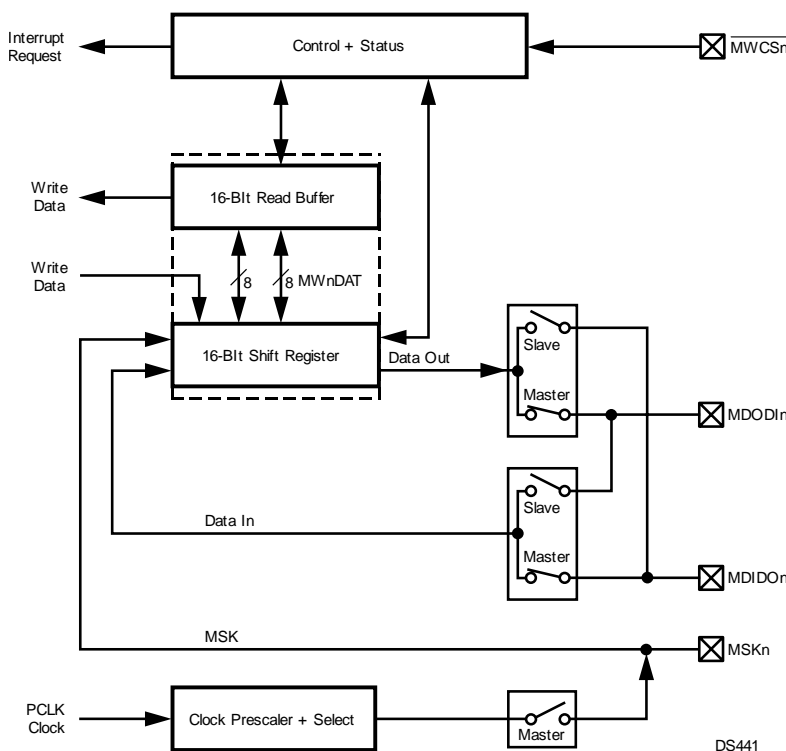 Interrupt
Request
Control + Status
MWCSn
Write
Data
16-BIt Read Buffer
Write
Data
8
8
MWnDAT
16-BIt Shift Register
Data Out
Slave
Master
MDODIn
Slave
Data In
Master
MDIDOn
MSK
MSKn
PCLK
Clock
Clock Prescaler + Select
Master
DS441